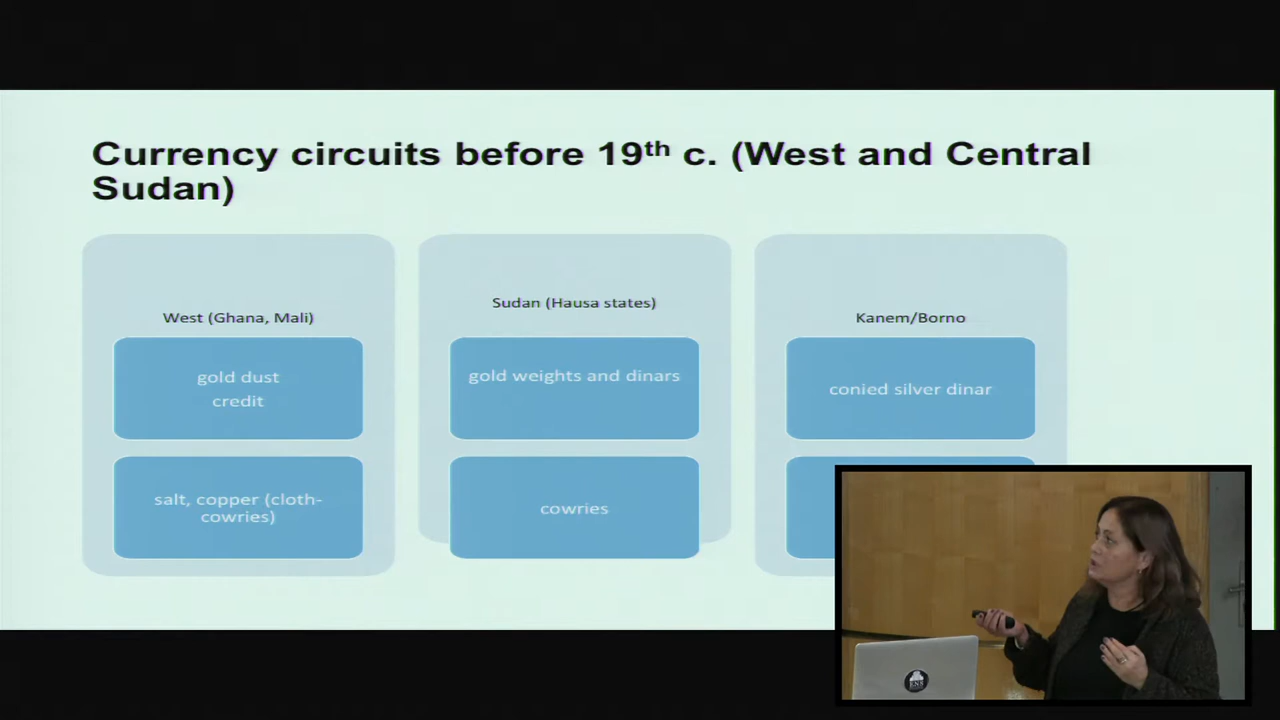 Currency circuits before 19th c. (West and Central
Sudan)
West (Ghana, Mali)
gold dust
credit
salt, copper (cloth-
cowries)
Sudan (Hausa states)
gold weights and dinars
cowries
Kanem/Borno
conied silver dinar
ENS